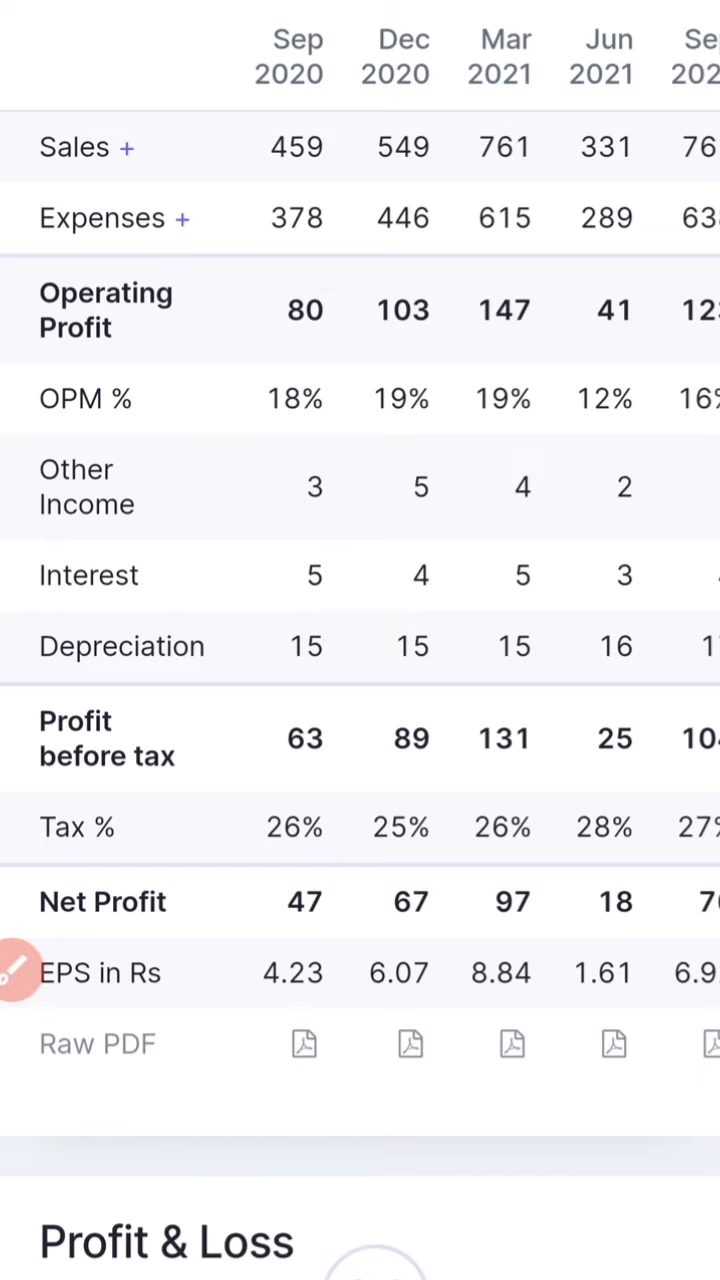 Sep Dec Mar Jun
2020 2020 2021 2021
Sales + 459 549 761 331
Expenses + 378 446 615 289
Operating
Profit 80 103 147 41
OPM % 18% 19% 19% 12%
Other
Income 3 5 4 2
Interest 5 4 5 3
Depreciation 15 15 15 16
Profit
before tax 63 89 131 25
Tax % 26% 25% 26% 28%
Net Profit 47 67 97 18
EPS in Rs 4.23 6.07 8.84 1.61
Raw PDF
Profit & Loss